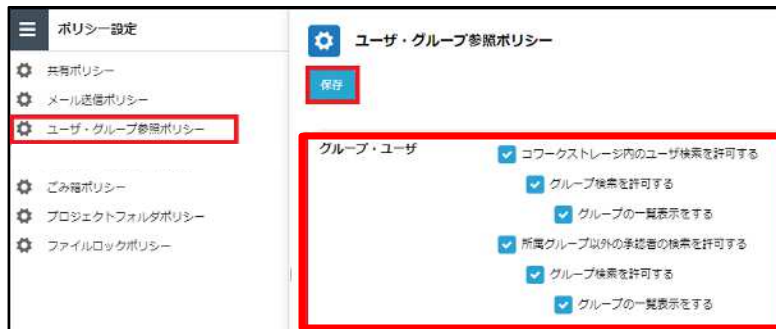 ポリシー設定
共有ポリシー
メール送信ポリシー
ユーザ・グループ参照ポリシー
ごみ箱ポリシー
プロジェクトフォルダポリシー
ファイルロックポリシー
ユーザ・グループ参照ポリシー
保存
グループ・ユーザ
コワークストレージ内のユーザ検索を許可する
グループ検索を許可する
グループの一覧表示をする
所属グループ以外の承認者の検索を許可する
グループ検索を許可する
グループの一覧表示をする